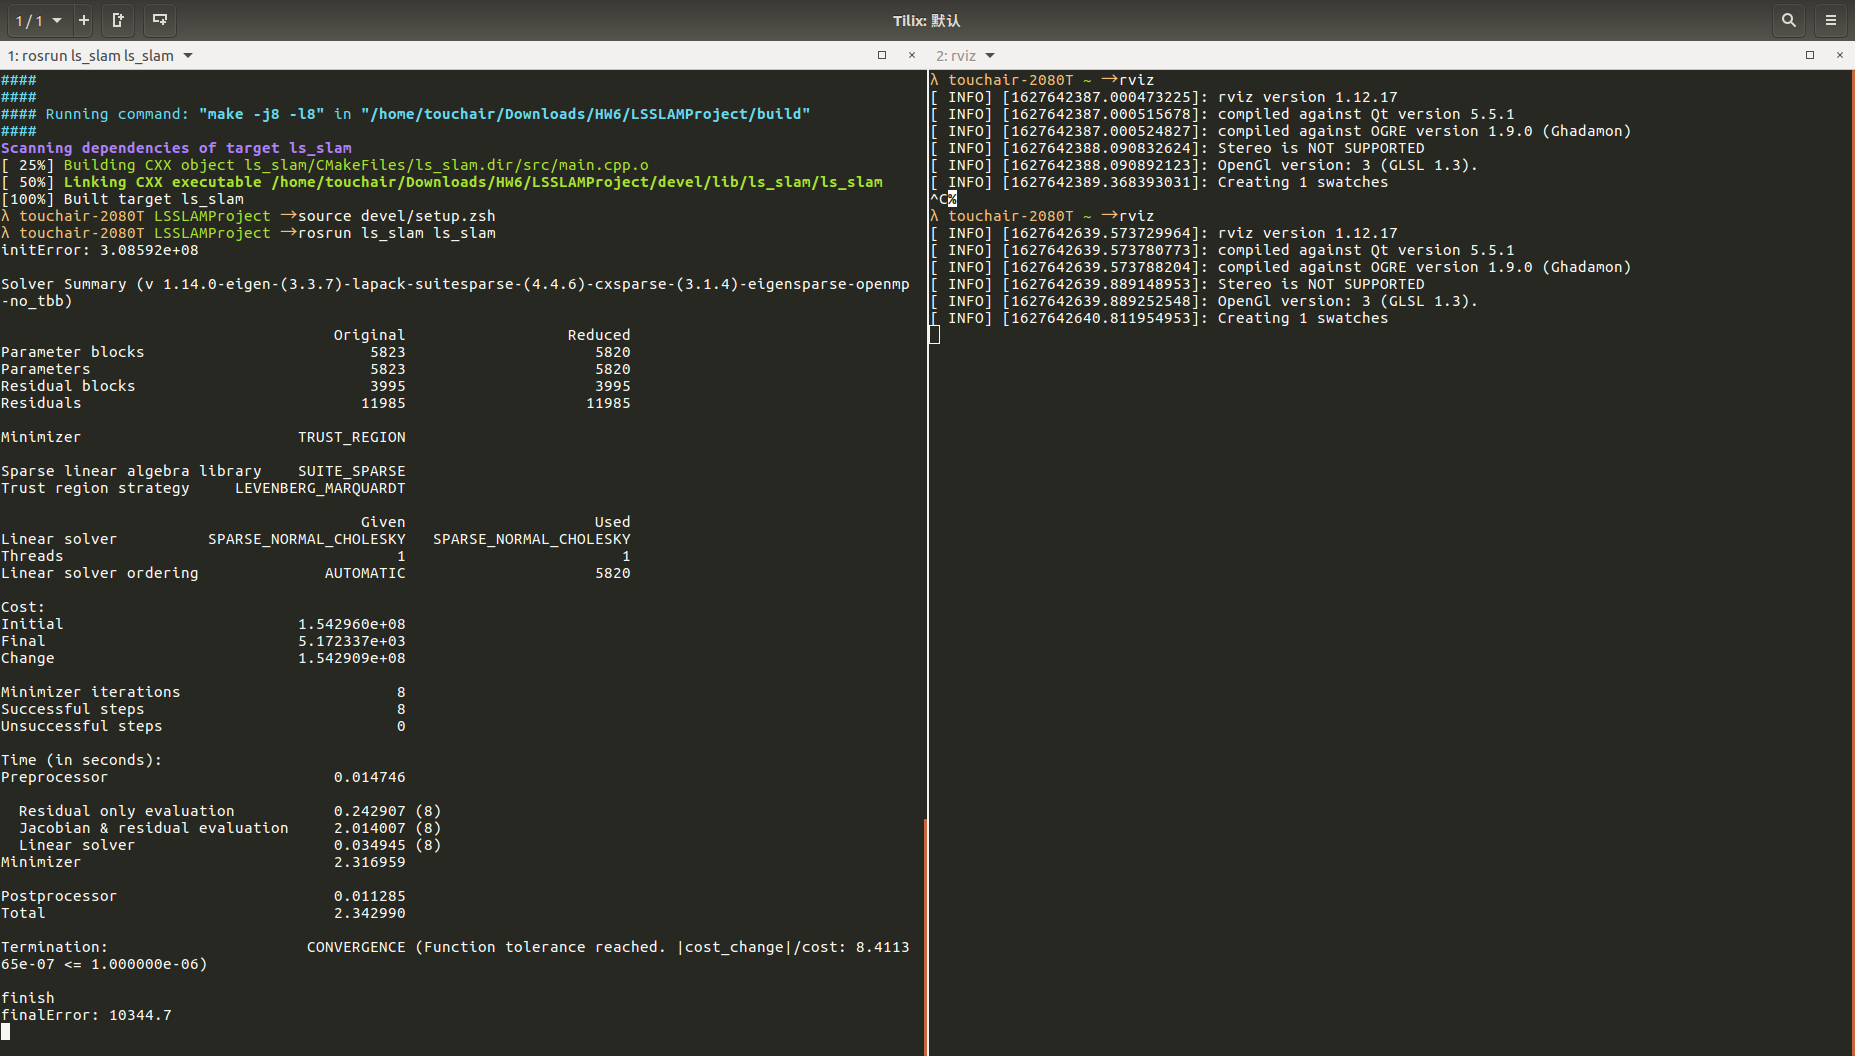 1 / 1
Tilix: 默认
1: rosrun ls_slam ls_slam
####
####
#### Running command: "make -j8 -l8" in "/home/touchair/Downloads/HW6/LSSLAMProject/build"
####
Scanning dependencies of target ls_slam
[ 25%] Building CXX object ls_slam/CMakeFiles/ls_slam.dir/src/main.cpp.o
[ 50%] Linking CXX executable /home/touchair/Downloads/HW6/LSSLAMProject/devel/lib/ls_slam/ls_slam
[100%] Built target ls_slam
λ touchair-2080T LSSLAMProject →source devel/setup.zsh
λ touchair-2080T LSSLAMProject →rosrun ls_slam ls_slam
initError: 3.08592e+08
Solver Summary (v 1.14.0-eigen-(3.3.7)-lapack-suitesparse-(4.4.6)-cxsparse-(3.1.4)-eigensparse-openmp
-no_tbb)
Original Reduced
Parameter blocks 5823 5820
Parameters 5823 5820
Residual blocks 3995 3995
Residuals 11985 11985
Minimizer TRUST_REGION
Sparse linear algebra library SUITE_SPARSE
Trust region strategy LEVENBERG_MARQUARDT
Given Used
Linear solver SPARSE_NORMAL_CHOLESKY SPARSE_NORMAL_CHOLESKY
Threads 1 1
Linear solver ordering AUTOMATIC 5820
Cost:
Initial 1.542960e+08
Final 5.172337e+03
Change 1.542909e+08
Minimizer iterations 8
Successful steps 8
Unsuccessful steps 0
Time (in seconds):
Preprocessor 0.014746
Residual only evaluation 0.242907 (8)
Jacobian & residual evaluation 2.014007 (8)
Linear solver 0.034945 (8)
Minimizer 2.316959
Postprocessor 0.011285
Total 2.342990
Termination: CONVERGENCE (Function tolerance reached. |cost_change|/cost: 8.4113
65e-07 <= 1.000000e-06)
finish
finalError: 10344.7
2: rviz
λ touchair-2080T ~ →rviz
[ INFO] [1627642387.000473225]: rviz version 1.12.17
[ INFO] [1627642387.000515678]: compiled against Qt version 5.5.1
[ INFO] [1627642387.000524827]: compiled against OGRE version 1.9.0 (Ghadamon)
[ INFO] [1627642388.090832624]: Stereo is NOT SUPPORTED
[ INFO] [1627642388.090892123]: OpenGl version: 3 (GLSL 1.3).
[ INFO] [1627642389.368393031]: Creating 1 swatches
^C%
λ touchair-2080T ~ →rviz
[ INFO] [1627642639.573729964]: rviz version 1.12.17
[ INFO] [1627642639.573780773]: compiled against Qt version 5.5.1
[ INFO] [1627642639.573788204]: compiled against OGRE version 1.9.0 (Ghadamon)
[ INFO] [1627642639.889148953]: Stereo is NOT SUPPORTED
[ INFO] [1627642639.889252548]: OpenGl version: 3 (GLSL 1.3).
[ INFO] [1627642640.811954953]: Creating 1 swatches